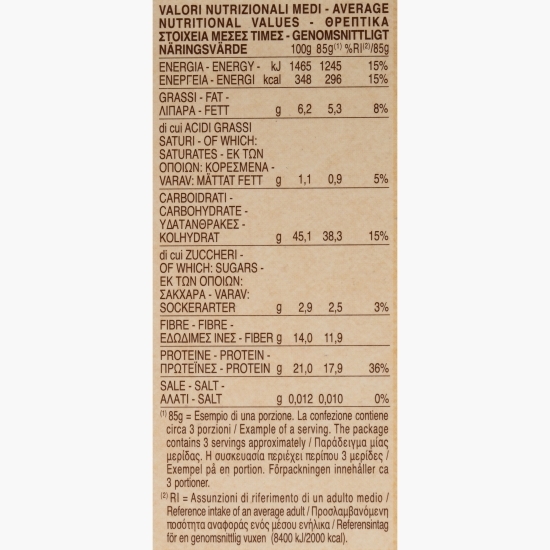 VALORI NUTRIZIONALI MEDI - AVERAGE
NUTRITIONAL VALUES - ΘΡΕΠΤΙΚΑ
ΣΤΟΙΧΕΙΑ ΜΕΣΕΣ ΤΙΜΕΣ - GENOMSNITTLIGT
NÄRINGSVÄRDE 100g 85g(1) %RI(2)/85g
ENERGIA - ENERGY - kJ 1465 1245 15%
ΕΝΕΡΓΕΙΑ - ENERGI kcal 348 296 15%
GRASSI - FAT -
ΛΙΠΑΡΑ - FETT g 6,2 5,3 8%
di cui ACIDI GRASSI
SATURI - OF WHICH:
SATURATES - ΕΚ ΤΩΝ
ΟΠΟΙΩΝ: ΚΟΡΕΣΜΕΝΑ -
VARAV: MÄTTAT FETT g 1,1 0,9 5%
CARBOIDRATI -
CARBOHYDRATE -
ΥΔΑΤΑΝΘΡΑΚΕΣ -
KOLHYDRAT g 45,1 38,3 15%
di cui ZUCCHERI -
OF WHICH: SUGARS -
ΕΚ ΤΩΝ ΟΠΟΙΩΝ:
ΣΑΚΧΑΡΑ - VARAV:
SOCKERARTER g 2,9 2,5 3%
FIBRE - FIBRE -
ΕΔΩΔΙΜΕΣ ΙΝΕΣ - FIBER g 14,0 11,9
PROTEINE - PROTEIN -
ΠΡΩΤΕΪΝΕΣ - PROTEIN g 21,0 17,9 36%
SALE - SALT -
ΑΛΑΤΙ - SALT g 0,012 0,010 0%
(1) 85g = Esempio di una porzione. La confezione contiene
circa 3 porzioni / Example of a serving. The package
contains 3 servings approximately / Παράδειγμα μίας
μερίδας. Η συσκευασία περιέχει περίπου 3 μερίδες /
Exempel på en portion. Förpackningen innehåller ca
3 portioner.
(2) RI = Assunzioni di riferimento di un adulto medio /
Reference intake of an average adult / Προσλαμβανόμενη
ποσότητα αναφοράς ενός μέσου ενήλικα / Referensintag
för en genomsnittlig vuxen (8400 kJ/2000 kcal).